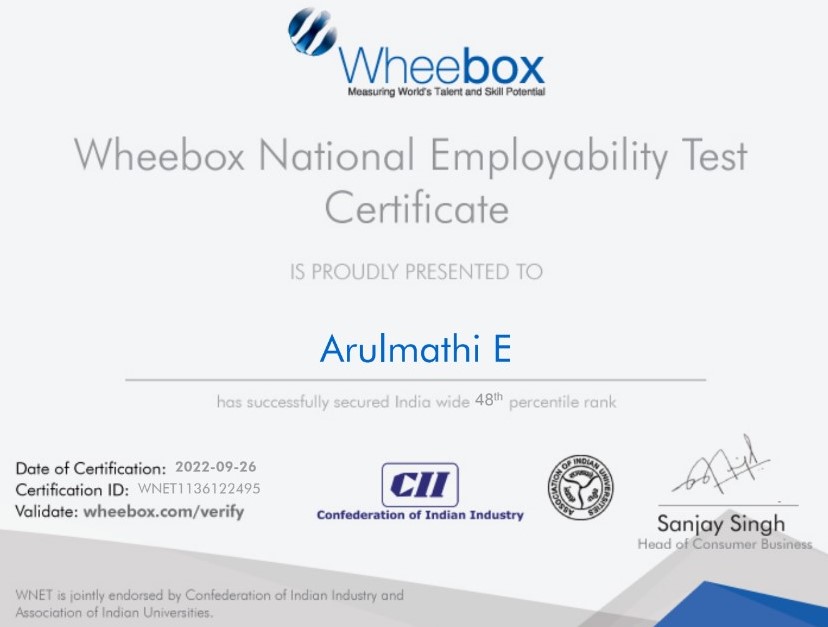 Wheebox
Measuring World's Talent and Skill Potential
Wheebox National Employability Test
Certificate
IS PROUDLY PRESENTED TO
Arulmathi E
has successfully secured India wide 48th percentile rank
Date of Certification: 2022-09-26
Certification ID: WNET1136122495
Validate: wheebox.com/verify
CII
Confederation of Indian Industry
ASSOCIATION OF INDIAN UNIVERSITIES
Sanjay Singh
Head of Consumer Business
WNET is jointly endorsed by Confederation of Indian Industry and
Association of Indian Universities.